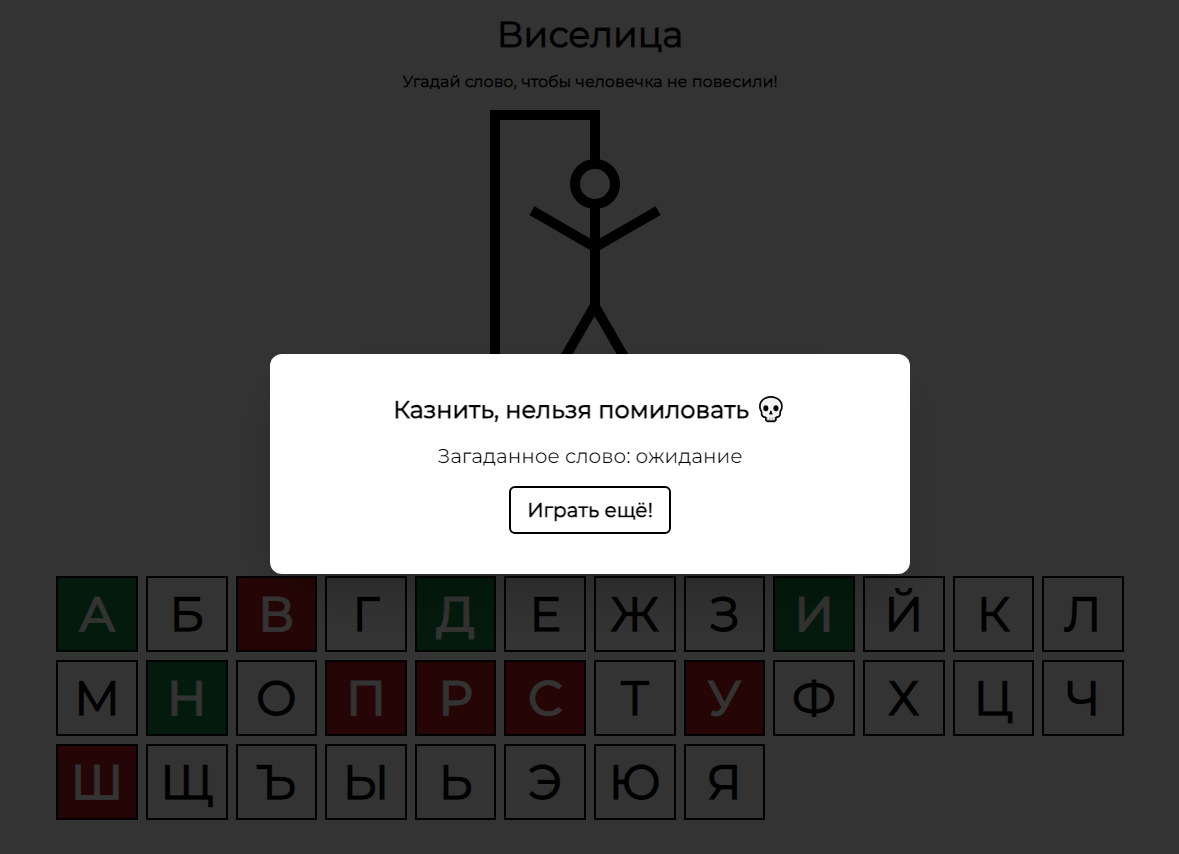 Виселица
Угадай слово, чтобы человечка не повесили!
Казнить, нельзя помиловать
Загаданное слово: ожидание
Играть ещё!
А Б В Г Д Е Ж З И Й К Л
М Н О П Р С Т У Ф Х Ц Ч
Ш Щ Ъ Ы Ь Э Ю Я